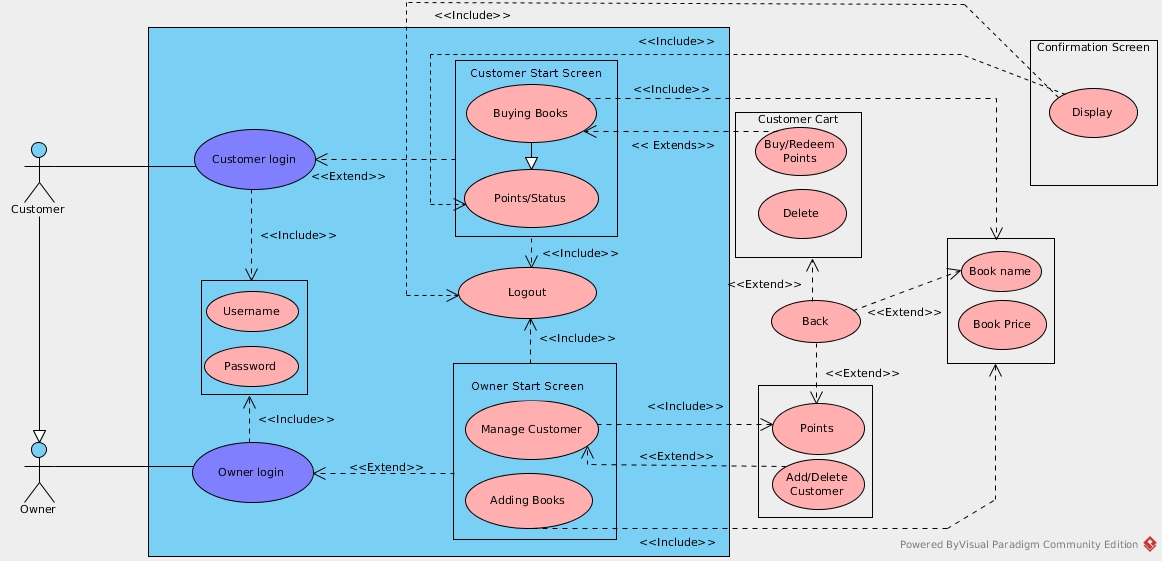 <<Include>>
<<Include>>
Confirmation Screen
Customer Start Screen
<<Include>>
Display
Buying Books
Customer Cart
<< Extends>>
Buy/Redeem
Points
Customer login
<<Extend>>
Points/Status
Delete
Customer
<<Include>>
<<Include>>
Book name
<<Extend>>
Logout
Username
Back
<<Extend>>
Book Price
<<Include>>
Password
<<Extend>>
Owner Start Screen
<<Include>>
<<Include>>
Manage Customer
Points
<<Extend>>
Owner login
<<Extend>>
Add/Delete
Customer
Adding Books
Owner
<<Include>>
Powered ByVisual Paradigm Community Edition